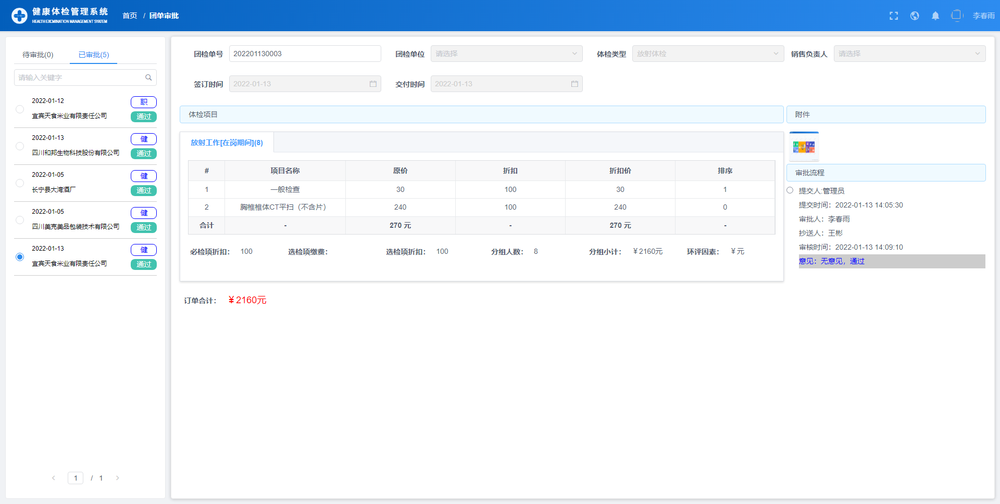 健康体检管理系统
HEALTH EXCMINATION MANAGEMENT SYATEM
首页 / 团单审批
李春雨
待审批(0) 已审批(5)
请输入关键字
2022-01-12 职
宜宾天食米业有限责任公司 通过
2022-01-13 健
四川和邦生物科技股份有限公司 通过
2022-01-05 健
长宁县大湾酒厂 通过
2022-01-05 健
四川美克美品包装技术有限公司 通过
2022-01-13 健
宜宾天食米业有限责任公司 通过
1 / 1
团检单号 202201130003 团检单位 请选择 体检类型 放射体检 销售负责人 请选择
签订时间 2022-01-13 交付时间 2022-01-13
体检项目
放射工作[在岗期间](8)
# 项目名称 原价 折扣 折扣价 排序
1 一般检查 30 100 30 1
2 胸椎椎体CT平扫（不含片） 240 100 240 0
合计 - 270 元 - 270 元 -
必检项折扣： 100 选检项缴费： 选检项折扣： 100 分组人数： 8 分组小计： ￥2160元 环评因素： ￥元
订单合计： ￥2160元
附件
审批流程
提交人:管理员
提交时间：2022-01-13 14:05:30
审批人：李春雨
抄送人：王彬
审核时间：2022-01-13 14:09:10
意见：无意见，通过